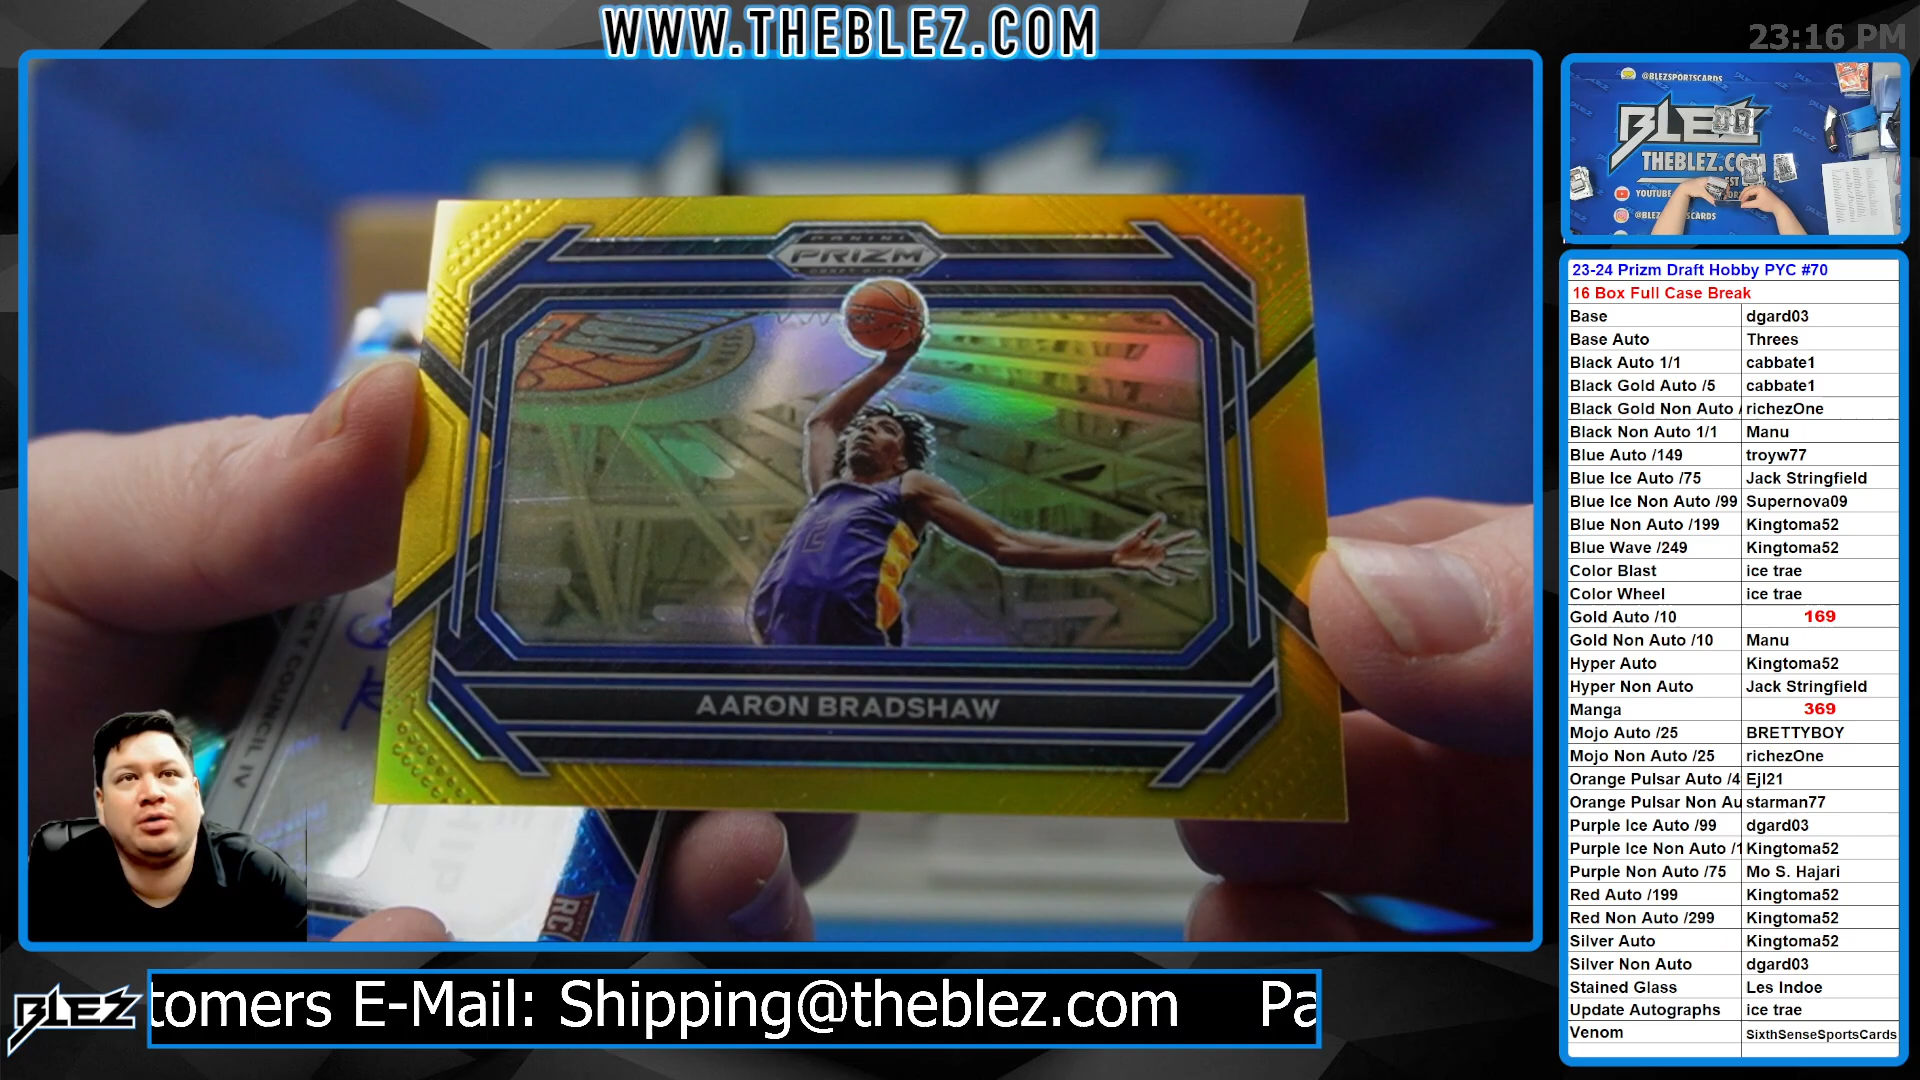 WWW.THEBLEZ.COM
23:16 PM
PANINI
PRIZM
DRAFT PICKS
AARON BRADSHAW
CKY COUNCIL IV
RC
@BLEZSPORTSCARDS
BLEZ
THEBLEZ.COM
YOUTUBE
23-24 Prizm Draft Hobby PYC #70
16 Box Full Case Break
Base dgard03
Base Auto Threes
Black Auto 1/1 cabbate1
Black Gold Auto /5 cabbate1
Black Gold Non Auto / richezOne
Black Non Auto 1/1 Manu
Blue Auto /149 troyw77
Blue Ice Auto /75 Jack Stringfield
Blue Ice Non Auto /99 Supernova09
Blue Non Auto /199 Kingtoma52
Blue Wave /249 Kingtoma52
Color Blast ice trae
Color Wheel ice trae
Gold Auto /10 169
Gold Non Auto /10 Manu
Hyper Auto Kingtoma52
Hyper Non Auto Jack Stringfield
Manga 369
Mojo Auto /25 BRETTYBOY
Mojo Non Auto /25 richezOne
Orange Pulsar Auto /4 Ejl21
Orange Pulsar Non Au starman77
Purple Ice Auto /99 dgard03
Purple Ice Non Auto /1 Kingtoma52
Purple Non Auto /75 Mo S. Hajari
Red Auto /199 Kingtoma52
Red Non Auto /299 Kingtoma52
Silver Auto Kingtoma52
Silver Non Auto dgard03
Stained Glass Les Indoe
Update Autographs ice trae
Venom SixthSenseSportsCards
BLEZ
tomers E-Mail: Shipping@theblez.com Pa